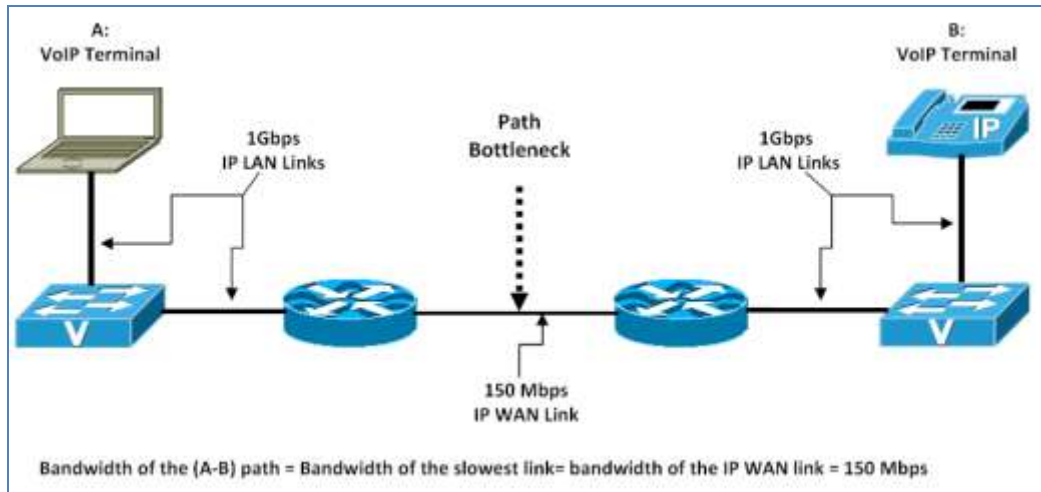 A:
VoIP Terminal
B:
VoIP Terminal
1Gbps
IP LAN Links
Path
Bottleneck
1Gbps
IP LAN Links
IP
V
V
150 Mbps
IP WAN Link
Bandwidth of the (A-B) path = Bandwidth of the slowest link= bandwidth of the IP WAN link = 150 Mbps